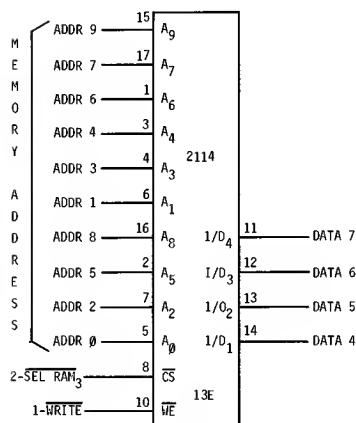 MEMORY ADDRESS
ADDR 9 15 A9
ADDR 7 17 A7
ADDR 6 1 A6
ADDR 4 3 A4
ADDR 3 4 A3
2114
ADDR 1 6 A1
ADDR 8 16 A8 1/D4 11 DATA 7
ADDR 5 2 A5 I/D3 12 DATA 6
ADDR 2 7 A2 1/O2 13 DATA 5
ADDR Ø 5 AØ 1/D1 14 DATA 4
2-SEL RAM3 8 CS
13E
1-WRITE 10 WE